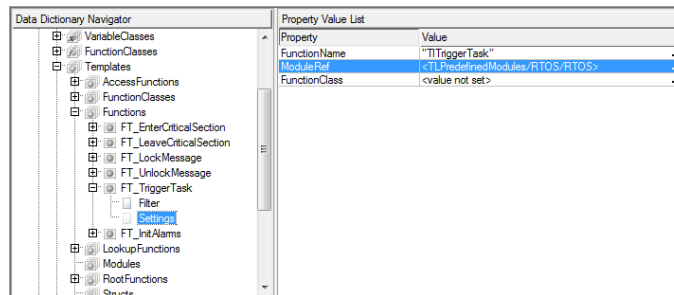 Data Dictionary Navigator
VariableClasses
FunctionClasses
Templates
AccessFunctions
FunctionClasses
Functions
FT_EnterCriticalSection
FT_LeaveCriticalSection
FT_LockMessage
FT_UnlockMessage
FT_TriggerTask
Filter
Settings
FT_InitAlarms
LookupFunctions
Modules
RootFunctions
Structs
Property Value List
Property Value
FunctionName "TlTriggerTask"
ModuleRef <TLPredefinedModules/RTOS/RTOS>
FunctionClass <value not set>